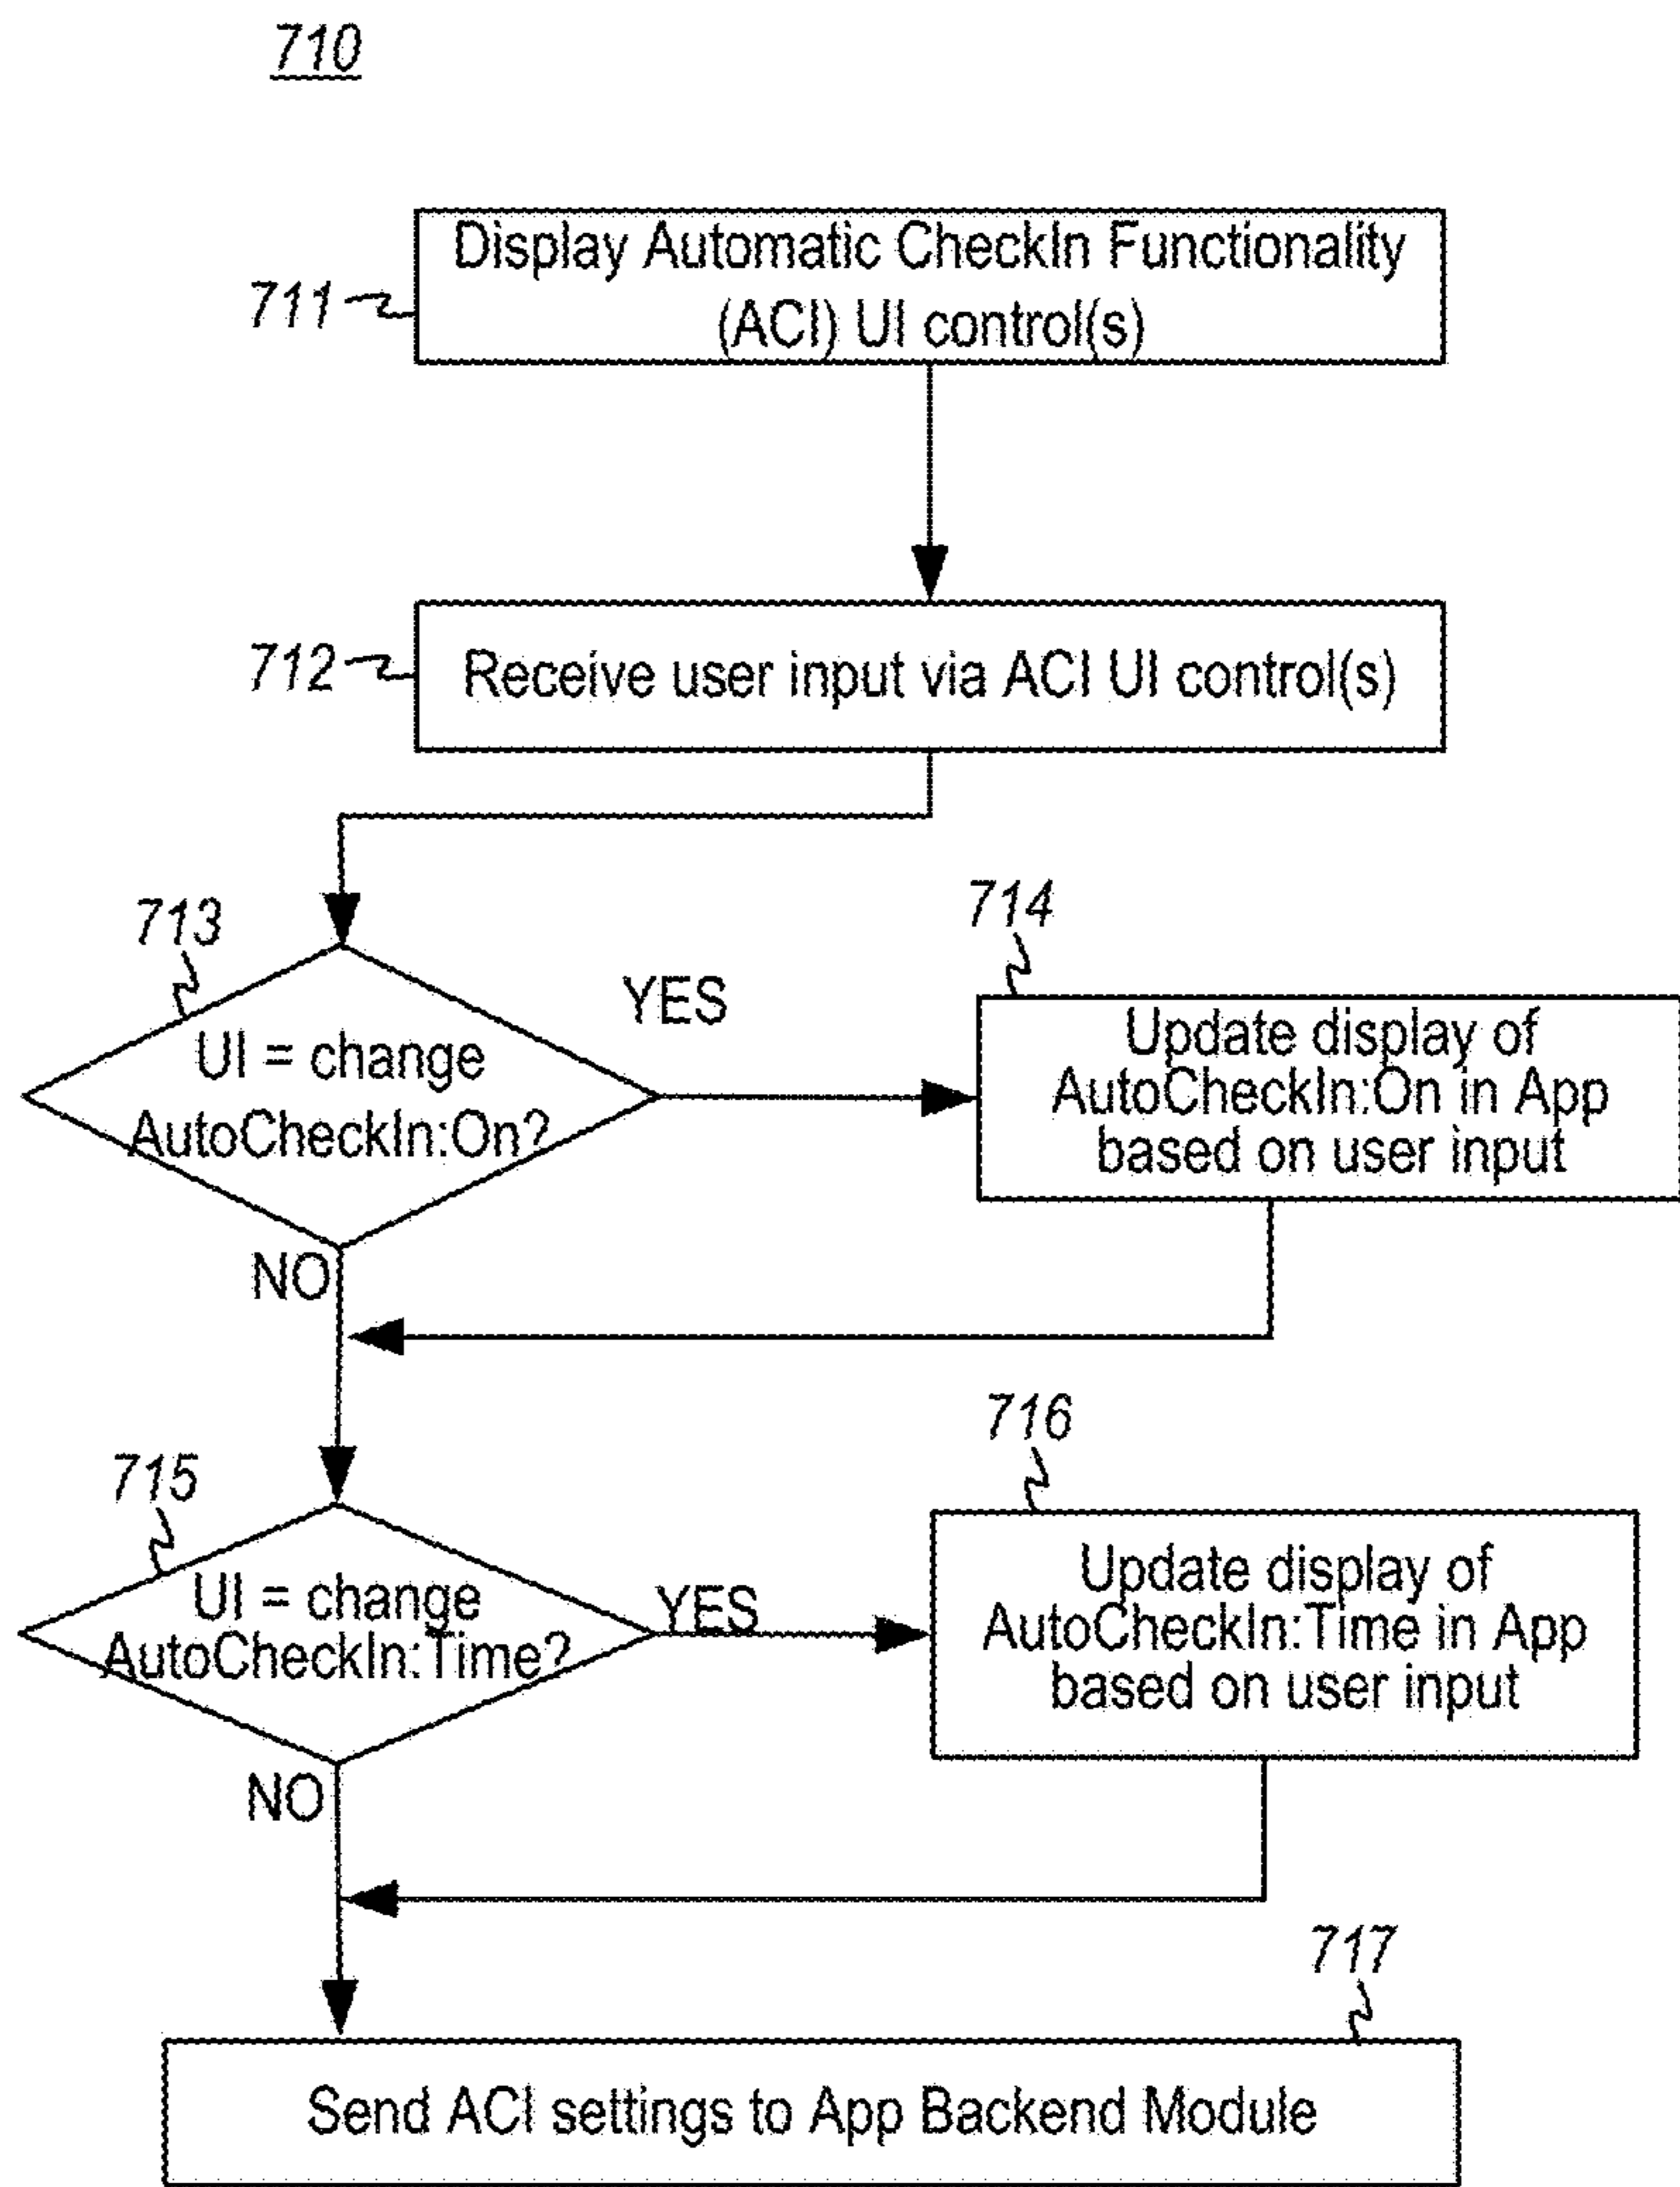 710
711
Display Automatic CheckIn Functionality
(ACI) UI control(s)
712
Receive user input via ACI UI control(s)
713
UI = change
AutoCheckIn:On?
YES
NO
714
Update display of
AutoCheckIn:On in App
based on user input
715
UI = change
AutoCheckIn:Time?
YES
NO
716
Update display of
AutoCheckIn:Time in App
based on user input
717
Send ACI settings to App Backend Module